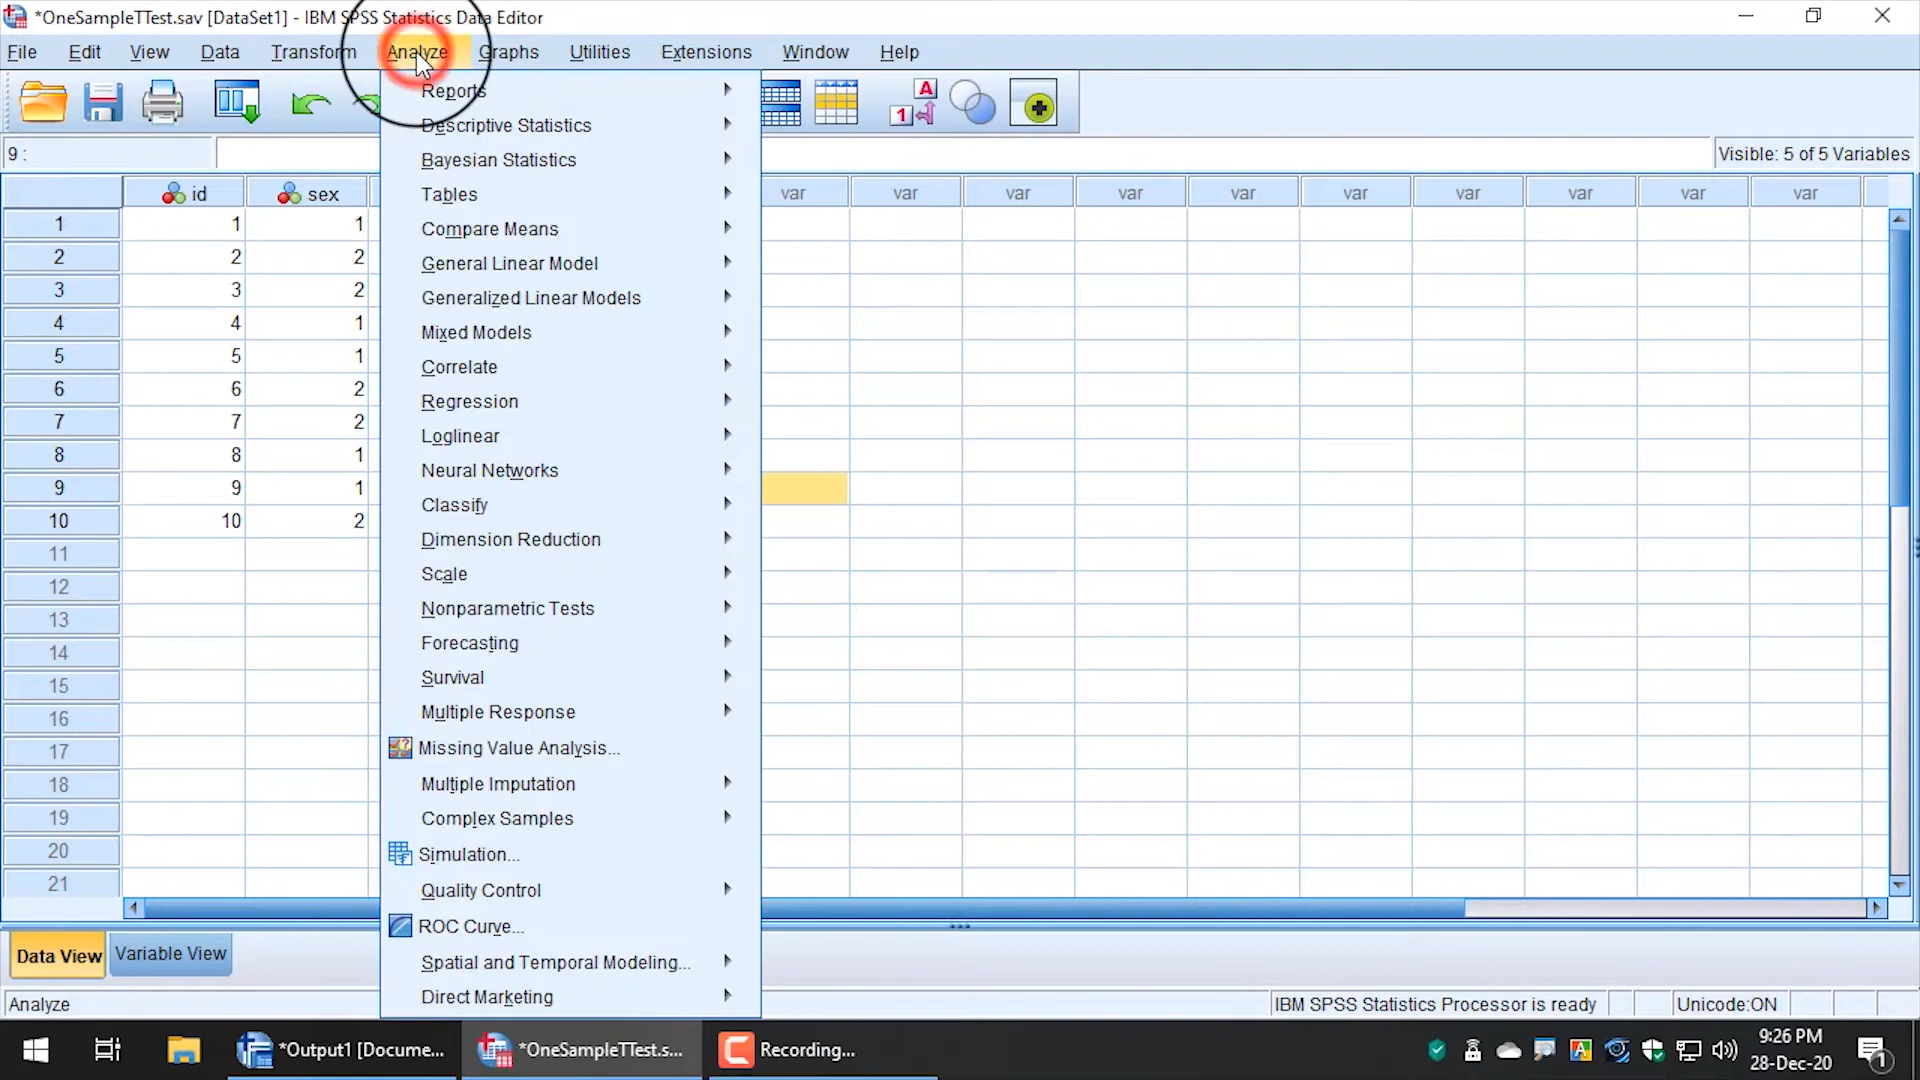 *OneSampleTTest.sav [DataSet1] - IBM SPSS Statistics Data Editor
File Edit View Data Transform Analyze Graphs Utilities Extensions Window Help
A
1
9 :
Visible: 5 of 5 Variables
id sex var var var var var var var var var var
1 1 1
2 2 2
3 3 2
4 4 1
5 5 1
6 6 2
7 7 2
8 8 1
9 9 1
10 10 2
11
12
13
14
15
16
17
18
19
20
21
Reports
Descriptive Statistics
Bayesian Statistics
Tables
Compare Means
General Linear Model
Generalized Linear Models
Mixed Models
Correlate
Regression
Loglinear
Neural Networks
Classify
Dimension Reduction
Scale
Nonparametric Tests
Forecasting
Survival
Multiple Response
Missing Value Analysis...
Multiple Imputation
Complex Samples
Simulation...
Quality Control
ROC Curve...
Spatial and Temporal Modeling...
Direct Marketing
Data View Variable View
Analyze
IBM SPSS Statistics Processor is ready
Unicode:ON
*Output1 [Docume...
*OneSampleTTest.s...
Recording...
A
9:26 PM
28-Dec-20
1